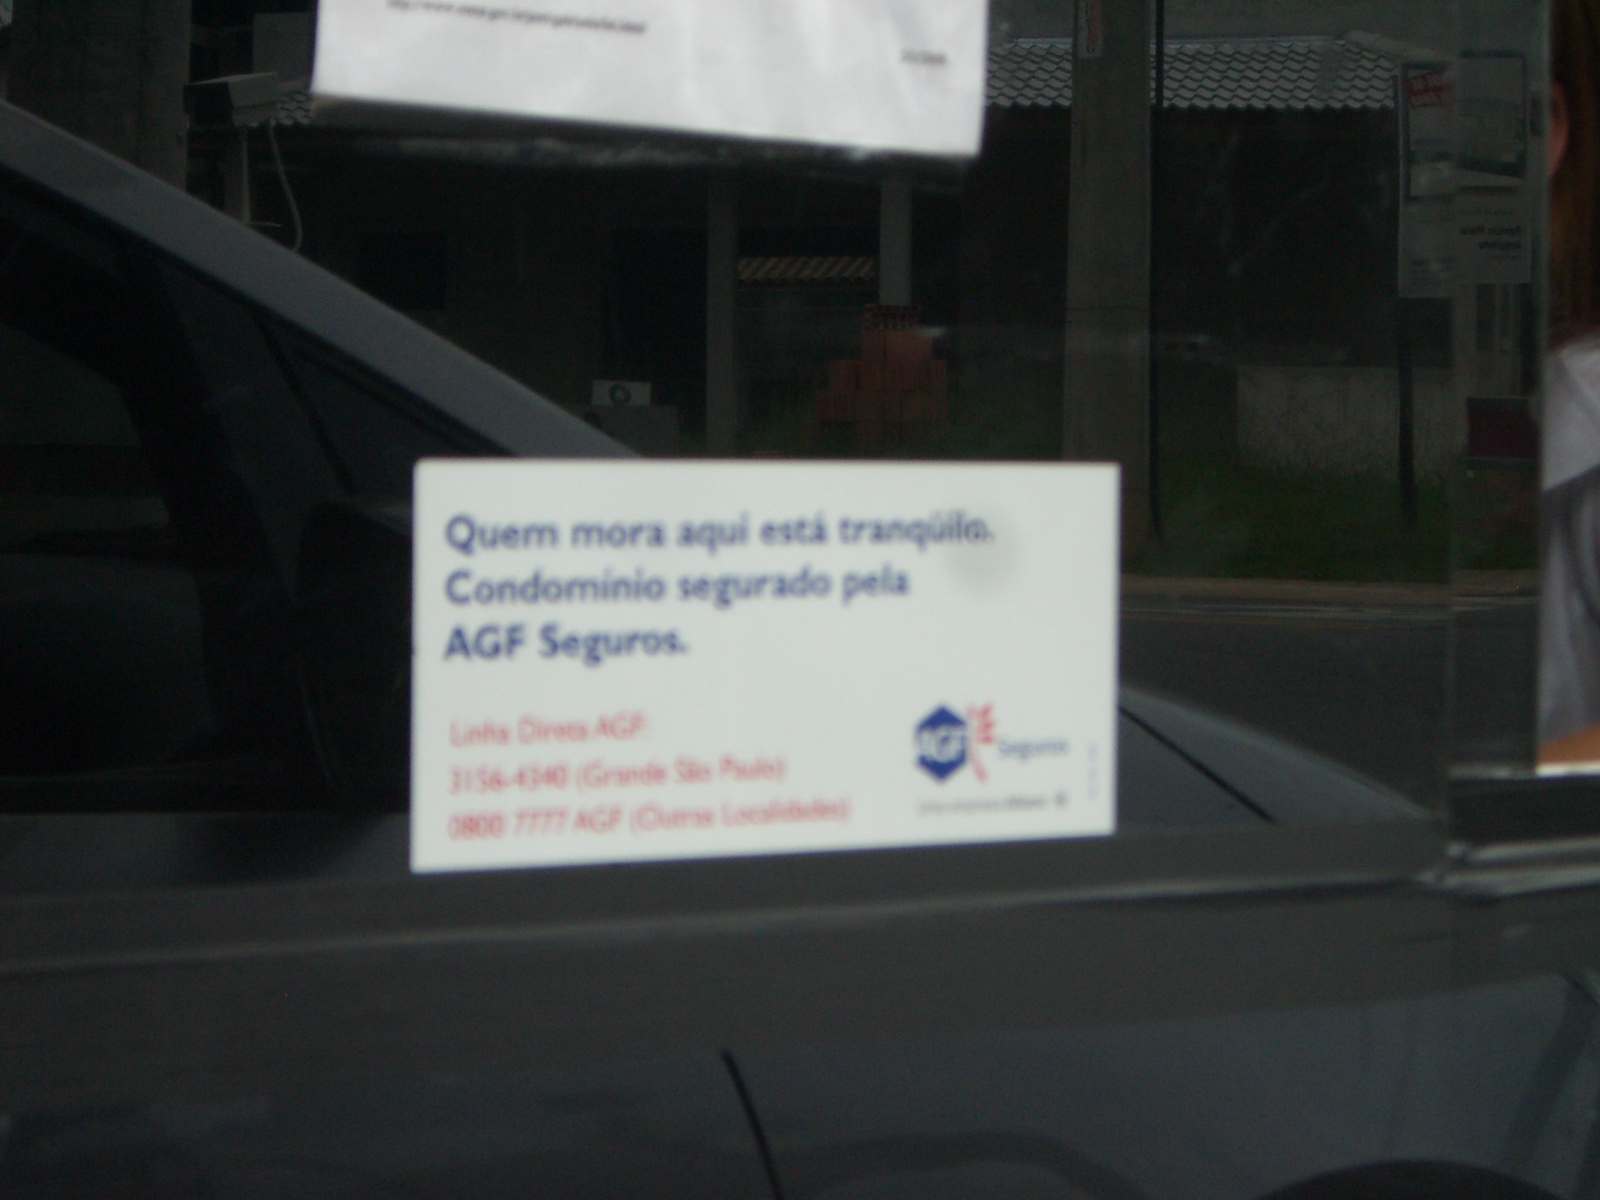 Quem mora aqui está tranqüilo.
Condomínio segurado pela
AGF Seguros.
Linha Direta AGF:
3156-4340 (Grande São Paulo)
0800 7777 AGF (Outras Localidades)
AGF Seguros